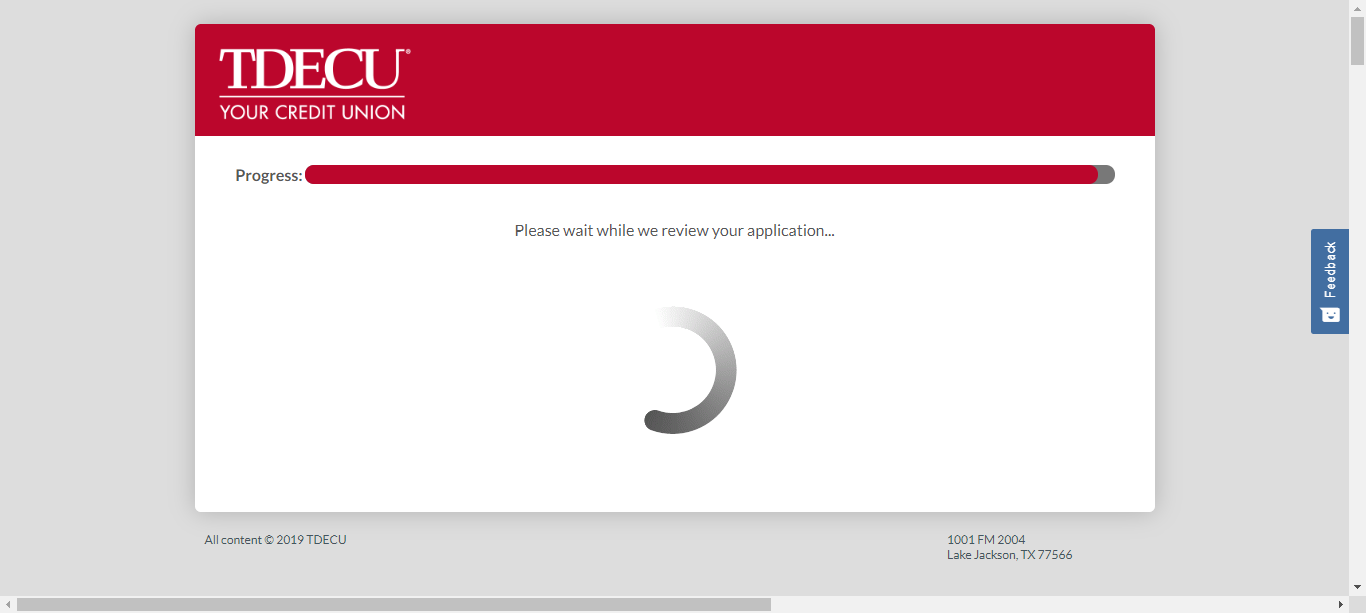 TDECU®
YOUR CREDIT UNION
Progress:
Please wait while we review your application...
Feedback
All content © 2019 TDECU
1001 FM 2004
Lake Jackson, TX 77566